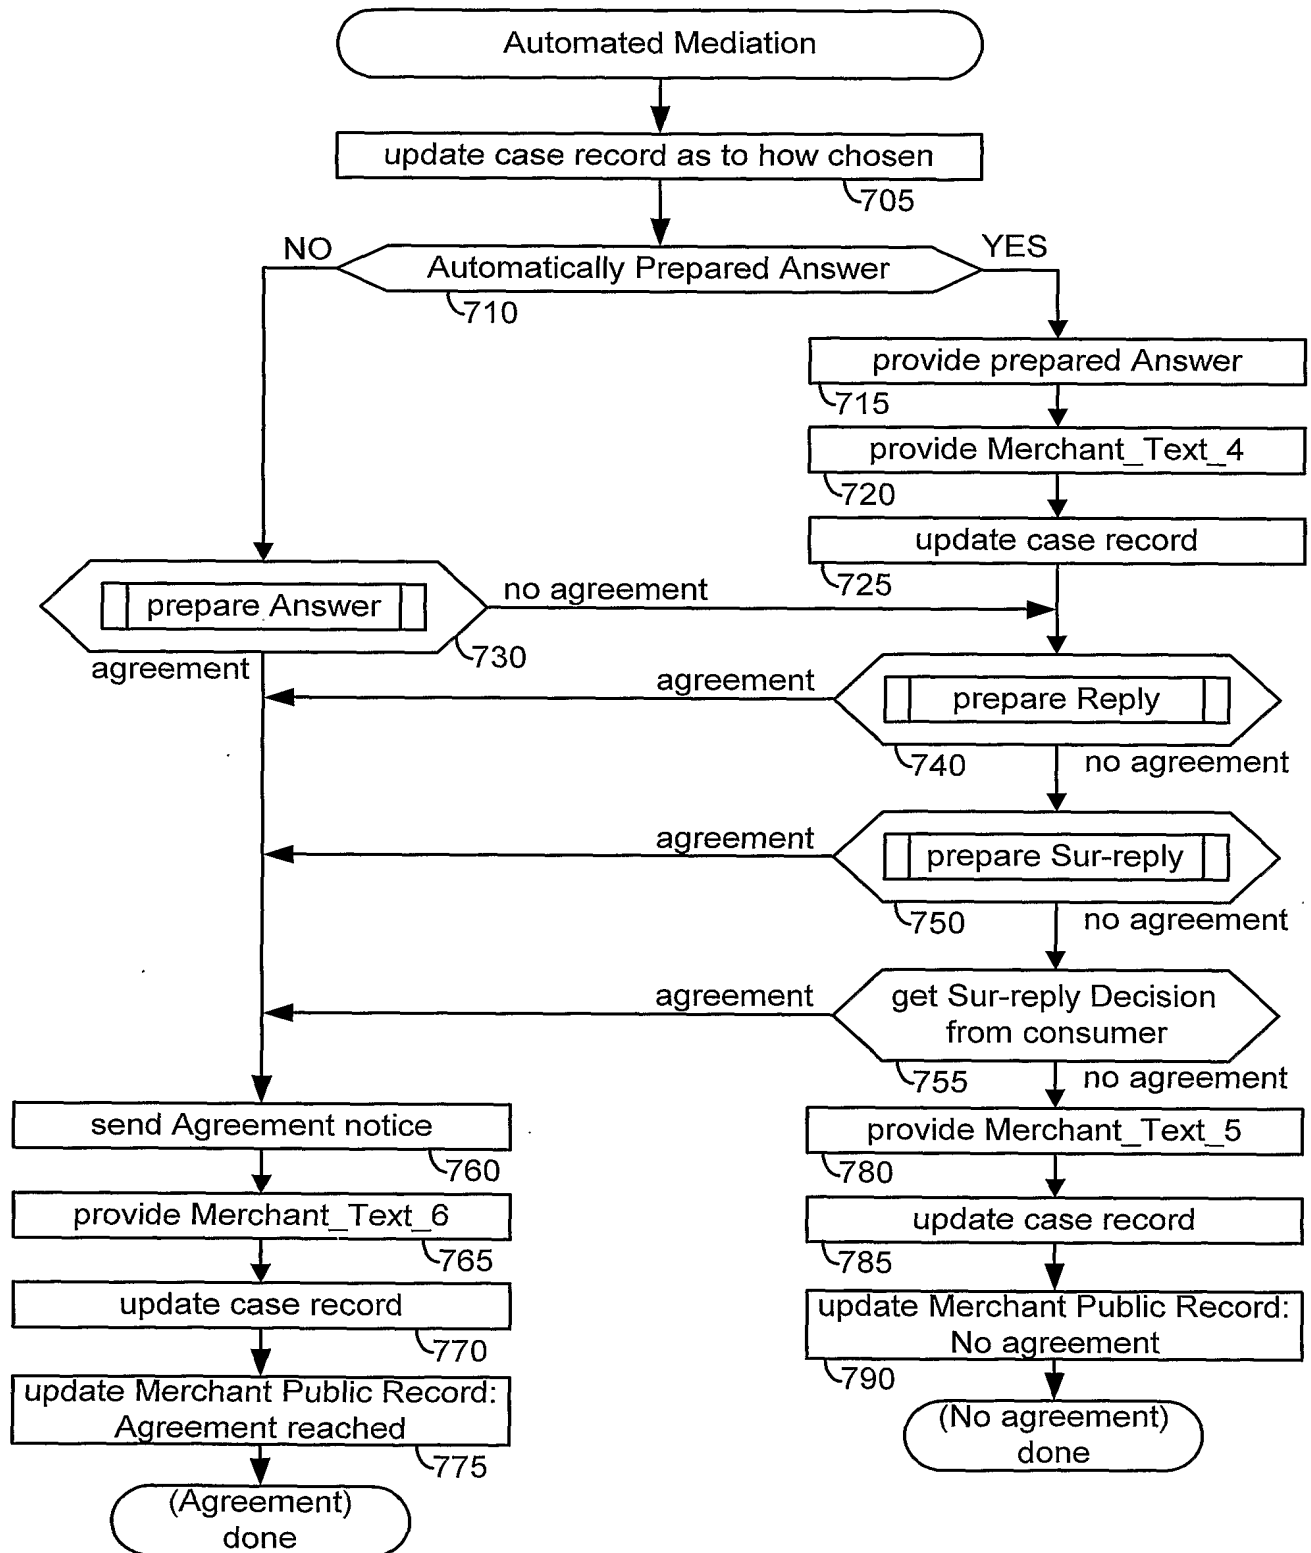 Automated Mediation
update case record as to how chosen
705
NO
YES
Automatically Prepared Answer
710
provide prepared Answer
715
provide Merchant_Text_4
720
update case record
725
prepare Answer
no agreement
730
agreement
agreement
prepare Reply
740
no agreement
agreement
prepare Sur-reply
750
no agreement
agreement
get Sur-reply Decision
from consumer
755
no agreement
send Agreement notice
760
provide Merchant_Text_5
780
provide Merchant_Text_6
765
update case record
785
update case record
770
update Merchant Public Record:
No agreement
790
update Merchant Public Record:
Agreement reached
775
(No agreement)
done
(Agreement)
done